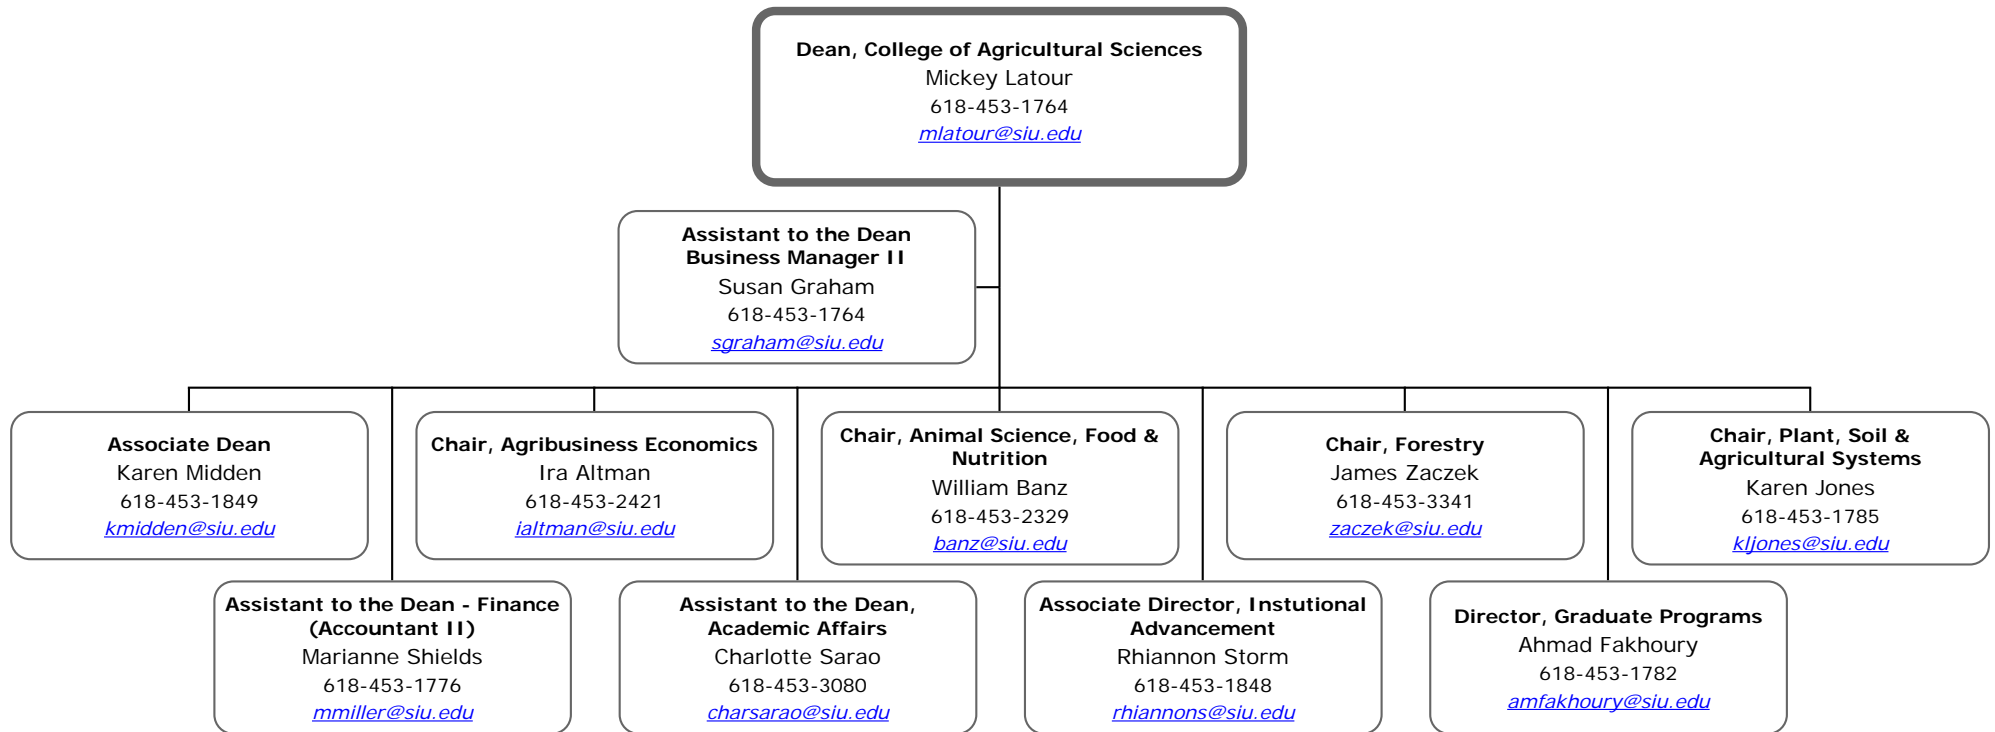 Dean, College of Agricultural Sciences
Mickey Latour
618-453-1764
mlatour@siu.edu
Assistant to the Dean
Business Manager II
Susan Graham
618-453-1764
sgraham@siu.edu
Associate Dean
Karen Midden
618-453-1849
kmidden@siu.edu
Chair, Agribusiness Economics
Ira Altman
618-453-2421
ialtman@siu.edu
Chair, Animal Science, Food &
Nutrition
William Banz
618-453-2329
banz@siu.edu
Chair, Forestry
James Zaczek
618-453-3341
zaczek@siu.edu
Chair, Plant, Soil &
Agricultural Systems
Karen Jones
618-453-1785
kljones@siu.edu
Assistant to the Dean - Finance
(Accountant II)
Marianne Shields
618-453-1776
mmiller@siu.edu
Assistant to the Dean,
Academic Affairs
Charlotte Sarao
618-453-3080
charsarao@siu.edu
Associate Director, Instutional
Advancement
Rhiannon Storm
618-453-1848
rhiannons@siu.edu
Director, Graduate Programs
Ahmad Fakhoury
618-453-1782
amfakhoury@siu.edu